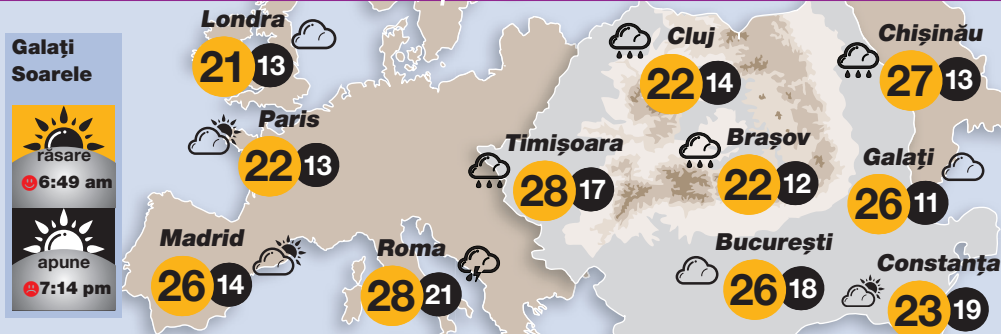 Galați
Soarele
răsare
6:49 am
apune
7:14 pm
Londra
21 13
Paris
22 13
Madrid
26 14
Roma
28 21
Timișoara
28 17
Cluj
22 14
Brașov
22 12
București
26 18
Chișinău
27 13
Galați
26 11
Constanța
23 19